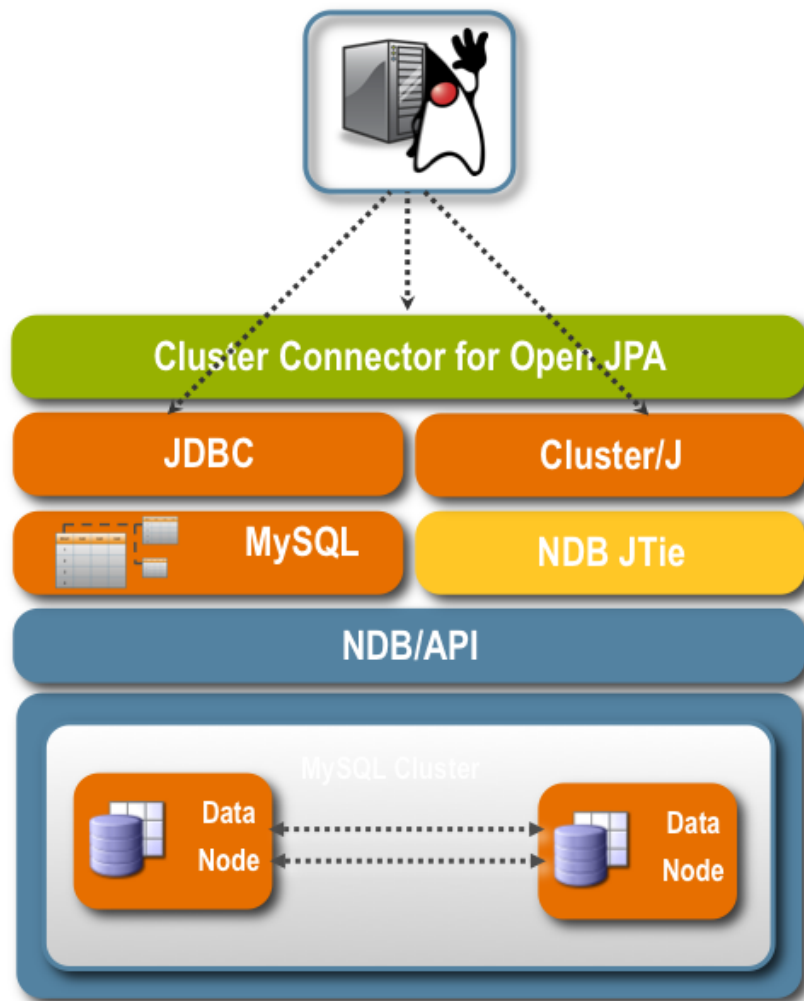 Cluster Connector for Open JPA
JDBC
Cluster/J
MySQL
NDB JTie
NDB/API
MySQL Cluster
Data
Node
Data
Node